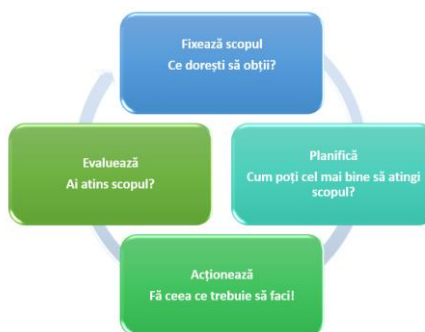 Fixează scopul
Ce dorești să obții?
Planifică
Cum poți cel mai bine să atingi
scopul?
Acționează
Fă ceea ce trebuie să faci!
Evaluează
Ai atins scopul?